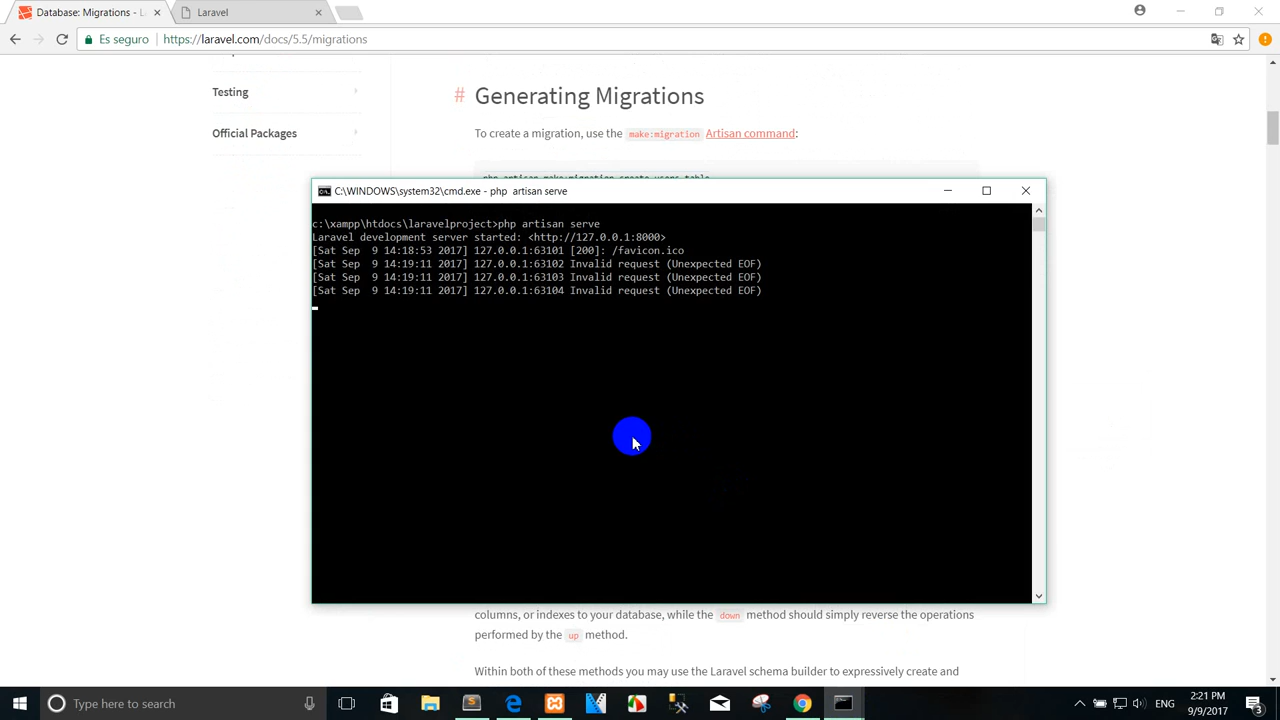 Database: Migrations - L
Laravel
Es seguro
https://laravel.com/docs/5.5/migrations
Testing
Official Packages
# Generating Migrations
To create a migration, use the make:migration Artisan command:
php artisan make:migration create_users_table
C:\WINDOWS\system32\cmd.exe - php  artisan serve
c:\xampp\htdocs\laravelproject>php artisan serve
Laravel development server started: <http://127.0.0.1:8000>
[Sat Sep  9 14:18:53 2017] 127.0.0.1:63101 [200]: /favicon.ico
[Sat Sep  9 14:19:11 2017] 127.0.0.1:63102 Invalid request (Unexpected EOF)
[Sat Sep  9 14:19:11 2017] 127.0.0.1:63103 Invalid request (Unexpected EOF)
[Sat Sep  9 14:19:11 2017] 127.0.0.1:63104 Invalid request (Unexpected EOF)
columns, or indexes to your database, while the down method should simply reverse the operations
performed by the up method.
Within both of these methods you may use the Laravel schema builder to expressively create and
Type here to search
ENG
2:21 PM
9/9/2017
3